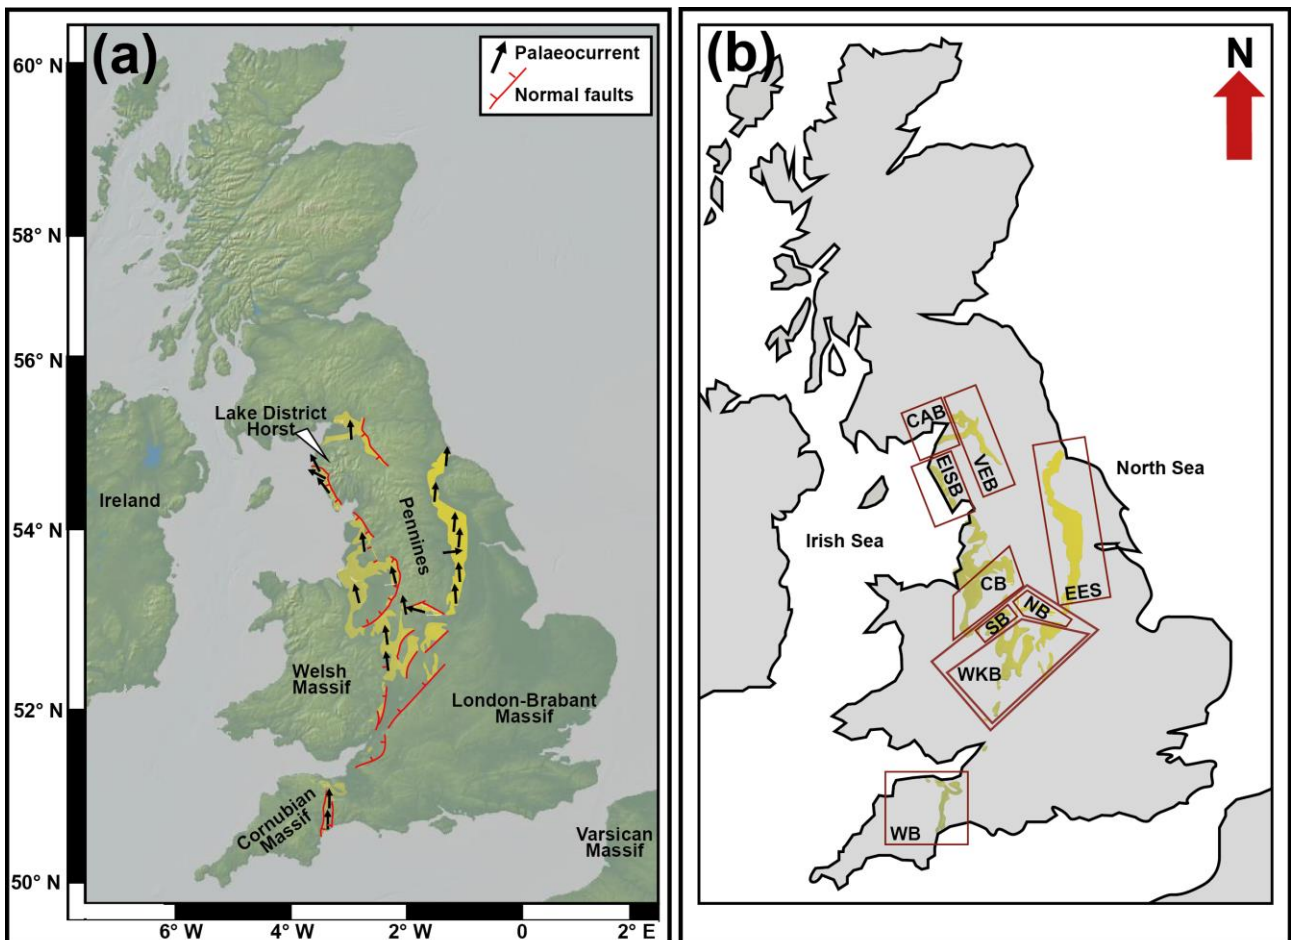 (a)
Palaeocurrent
Normal faults
60° N
58° N
56° N
54° N
52° N
50° N
6° W
4° W
2° W
0
2° E
Lake District
Horst
Ireland
Pennines
Welsh
Massif
London-Brabant
Massif
Cornubian
Massif
Varsican
Massif
(b)
N
CAB
VEB
EISB
North Sea
Irish Sea
CB
EES
NB
SB
WKB
WB